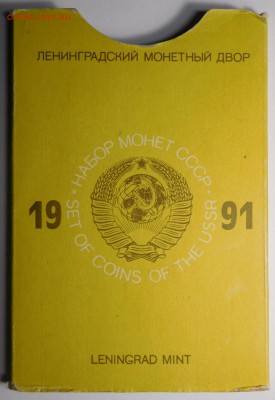 ЛЕНИНГРАДСКИЙ МОНЕТНЫЙ ДВОР
• НАБОР МОНЕТ СССР •
19 91
SET OF COINS OF THE USSR
LENINGRAD MINT